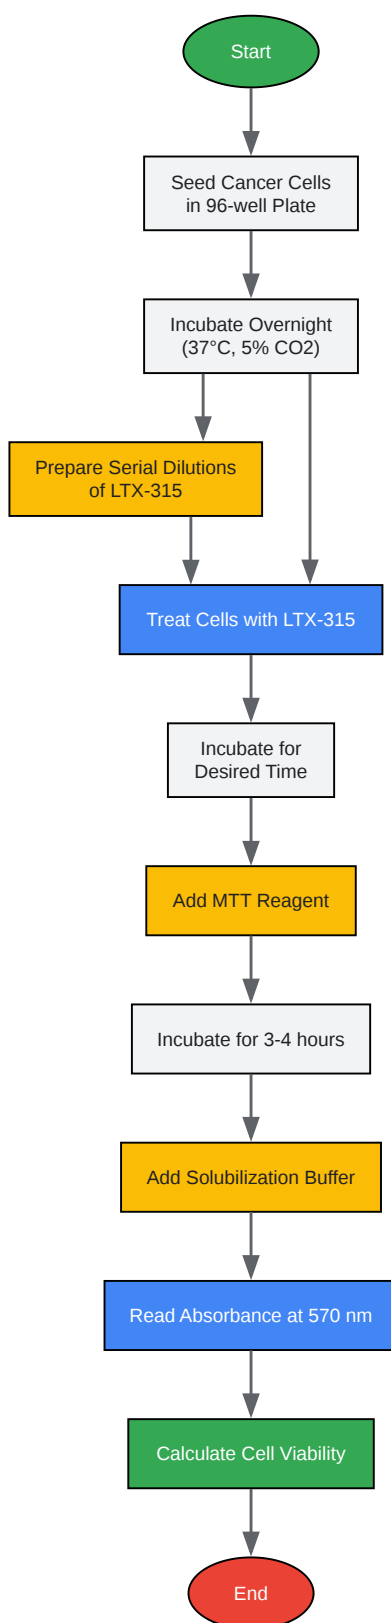 Start
Seed Cancer Cells
in 96-well Plate
Incubate Overnight
(37°C, 5% CO2)
Prepare Serial Dilutions
of LTX-315
Treat Cells with LTX-315
Incubate for
Desired Time
Add MTT Reagent
Incubate for 3-4 hours
Add Solubilization Buffer
Read Absorbance at 570 nm
Calculate Cell Viability
End